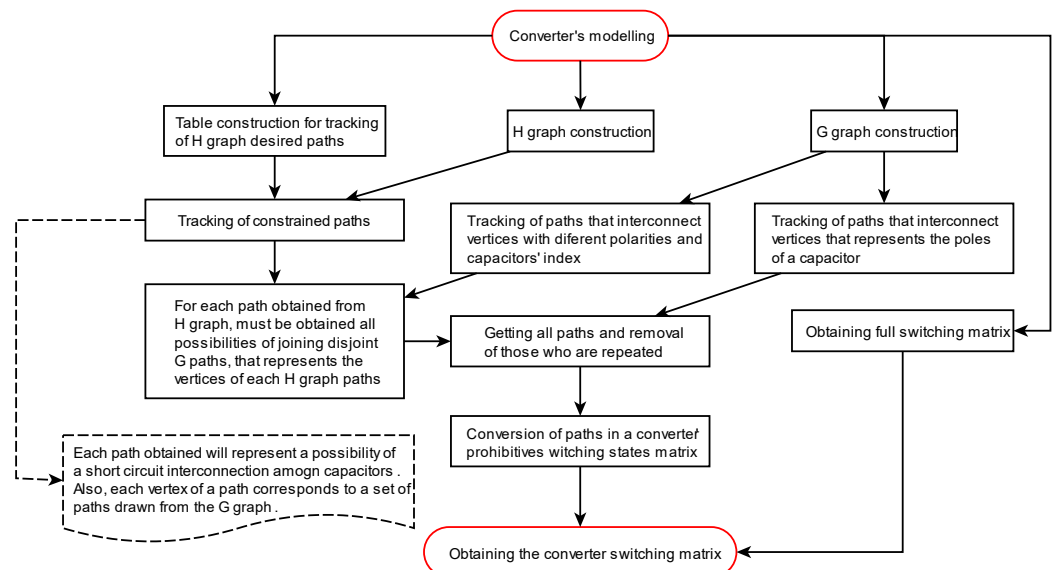 Converter's modelling
Table construction for tracking
of H graph desired paths
H graph construction
G graph construction
Tracking of constrained paths
Tracking of paths that interconnect
vertices with diferent polarities and
capacitors' index
Tracking of paths that interconnect
vertices that represents the poles
of a capacitor
For each path obtained from
H graph, must be obtained all
possibilities of joining disjoint
G paths, that represents the
vertices of each H graph paths
Getting all paths and removal
of those who are repeated
Obtaining full switching matrix
Conversion of paths in a converter'
prohibitives witching states matrix
Each path obtained will represent a possibility of
a short circuit interconnection amogn capacitors .
Also, each vertex of a path corresponds to a set of
paths drawn from the G graph .
Obtaining the converter switching matrix